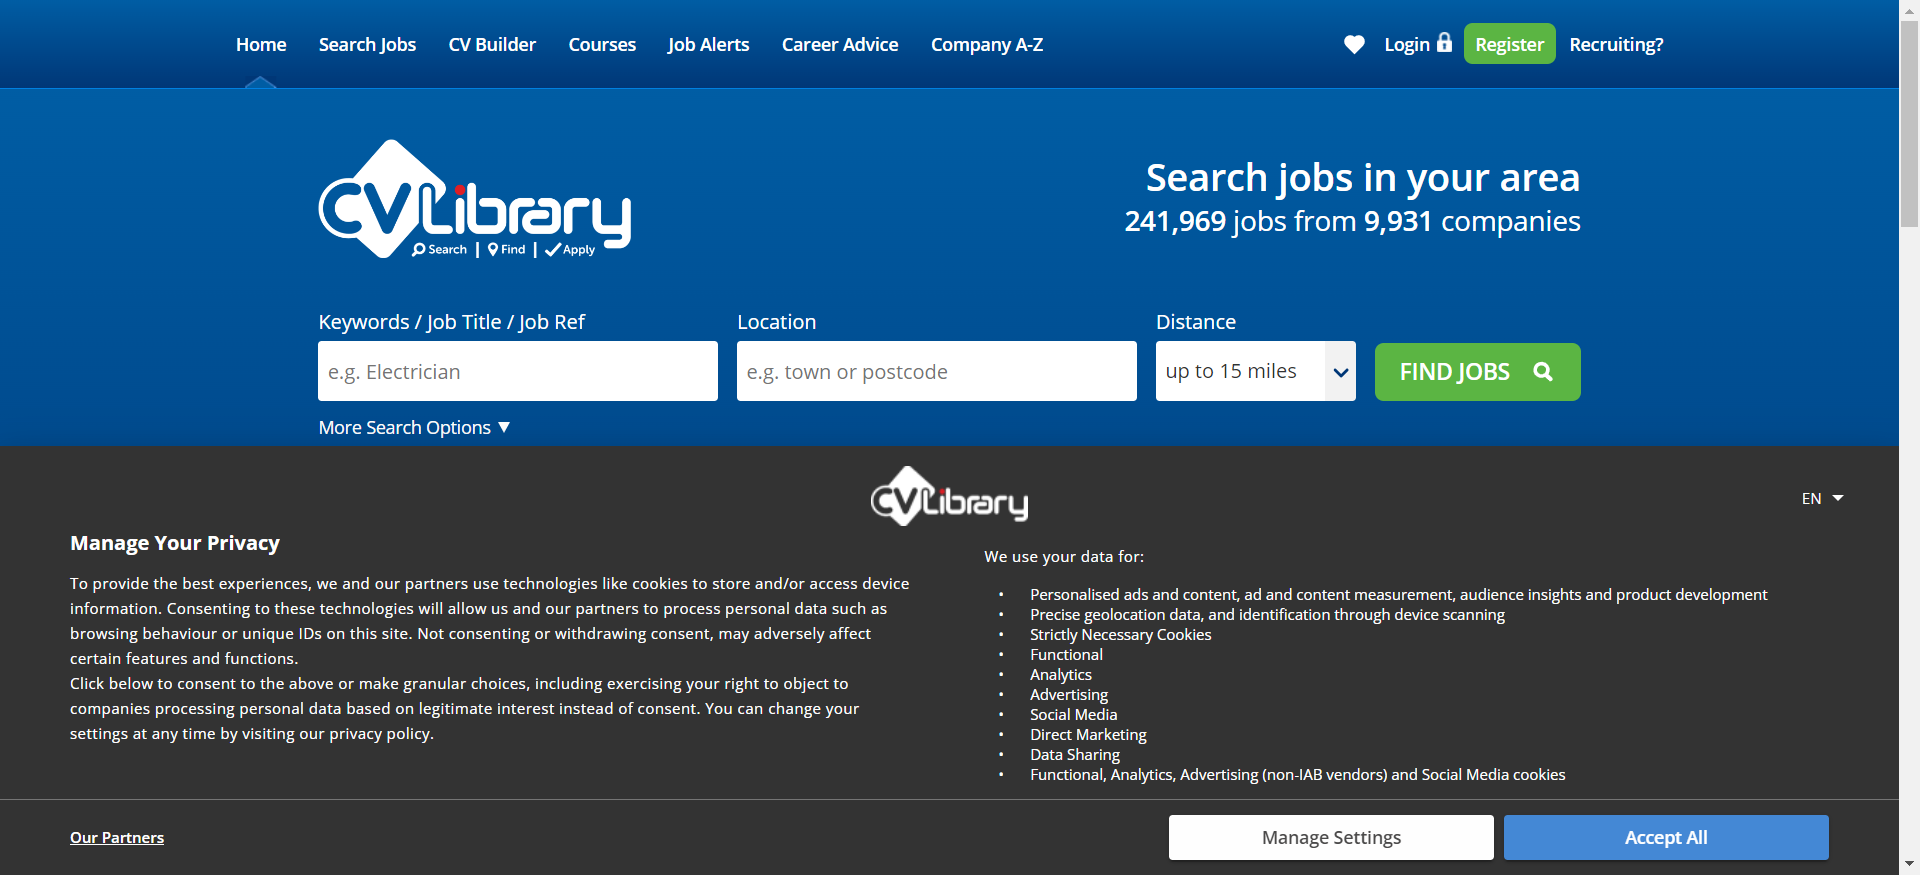 Home Search Jobs CV Builder Courses Job Alerts Career Advice Company A-Z Login Register Recruiting?
CVLibrary
Search | Find | Apply
Search jobs in your area
241,969 jobs from 9,931 companies
Keywords / Job Title / Job Ref Location Distance
e.g. Electrician e.g. town or postcode up to 15 miles FIND JOBS
More Search Options ▼
CVLibrary
EN
Manage Your Privacy
To provide the best experiences, we and our partners use technologies like cookies to store and/or access device
information. Consenting to these technologies will allow us and our partners to process personal data such as
browsing behaviour or unique IDs on this site. Not consenting or withdrawing consent, may adversely affect
certain features and functions.
Click below to consent to the above or make granular choices, including exercising your right to object to
companies processing personal data based on legitimate interest instead of consent. You can change your
settings at any time by visiting our privacy policy.
We use your data for:
• Personalised ads and content, ad and content measurement, audience insights and product development
• Precise geolocation data, and identification through device scanning
• Strictly Necessary Cookies
• Functional
• Analytics
• Advertising
• Social Media
• Direct Marketing
• Data Sharing
• Functional, Analytics, Advertising (non-IAB vendors) and Social Media cookies
Our Partners Manage Settings Accept All